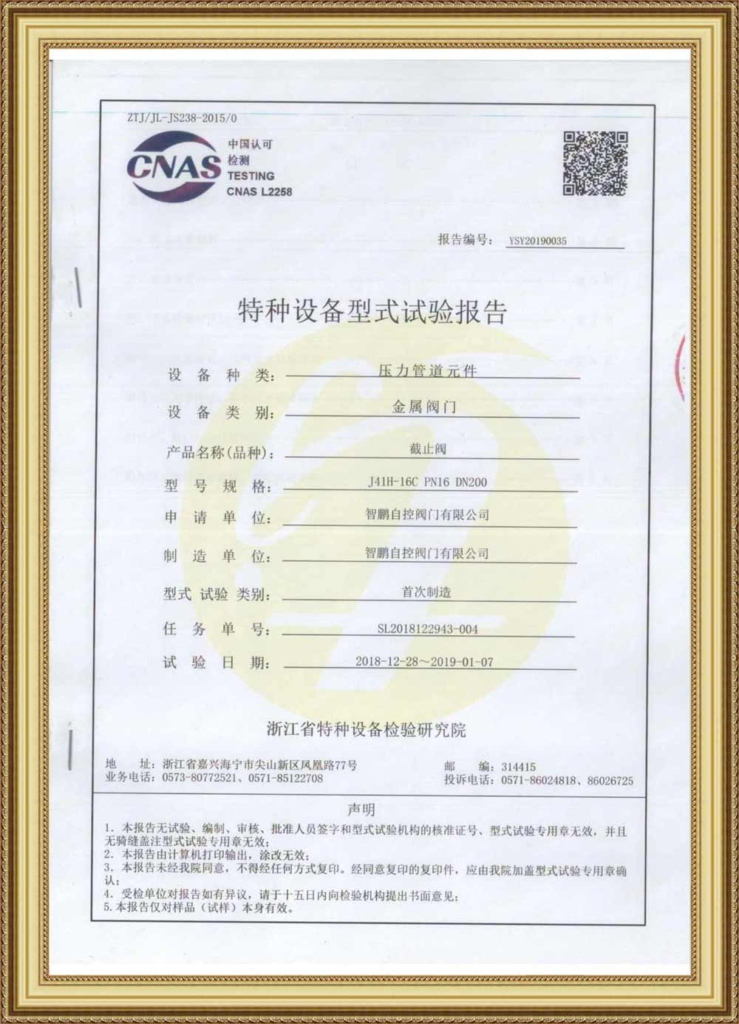 ZTJ/JL-JS238-2015/0
CNAS
中国认可
检测
TESTING
CNAS L2258
报告编号: YSY20190035
特种设备型式试验报告
设备种类: 压力管道元件
设备类别: 金属阀门
产品名称(品种): 截止阀
型号规格: J41H-16C PN16 DN200
申请单位: 智鹏自控阀门有限公司
制造单位: 智鹏自控阀门有限公司
型式试验类别: 首次制造
任务单号: SL2018122943-004
试验日期: 2018-12-28~2019-01-07
浙江省特种设备检验研究院
地址: 浙江省嘉兴海宁市尖山新区凤凰路77号 邮编: 314415
业务电话: 0573-80772521、0571-85122708 投诉电话: 0571-86024818、86026725
声明
1. 本报告无试验、编制、审核、批准人员签字和型式试验机构的核准证号、型式试验专用章无效,并且
无骑缝盖注型式试验专用章无效;
2. 本报告由计算机打印输出,涂改无效;
3. 本报告未经我院同意,不得经任何方式复印。经同意复印的复印件,应由我院加盖型式试验专用章确
认;
4. 受检单位对报告如有异议,请于十五日内向检验机构提出书面意见;
5. 本报告仅对样品(试样)本身有效。